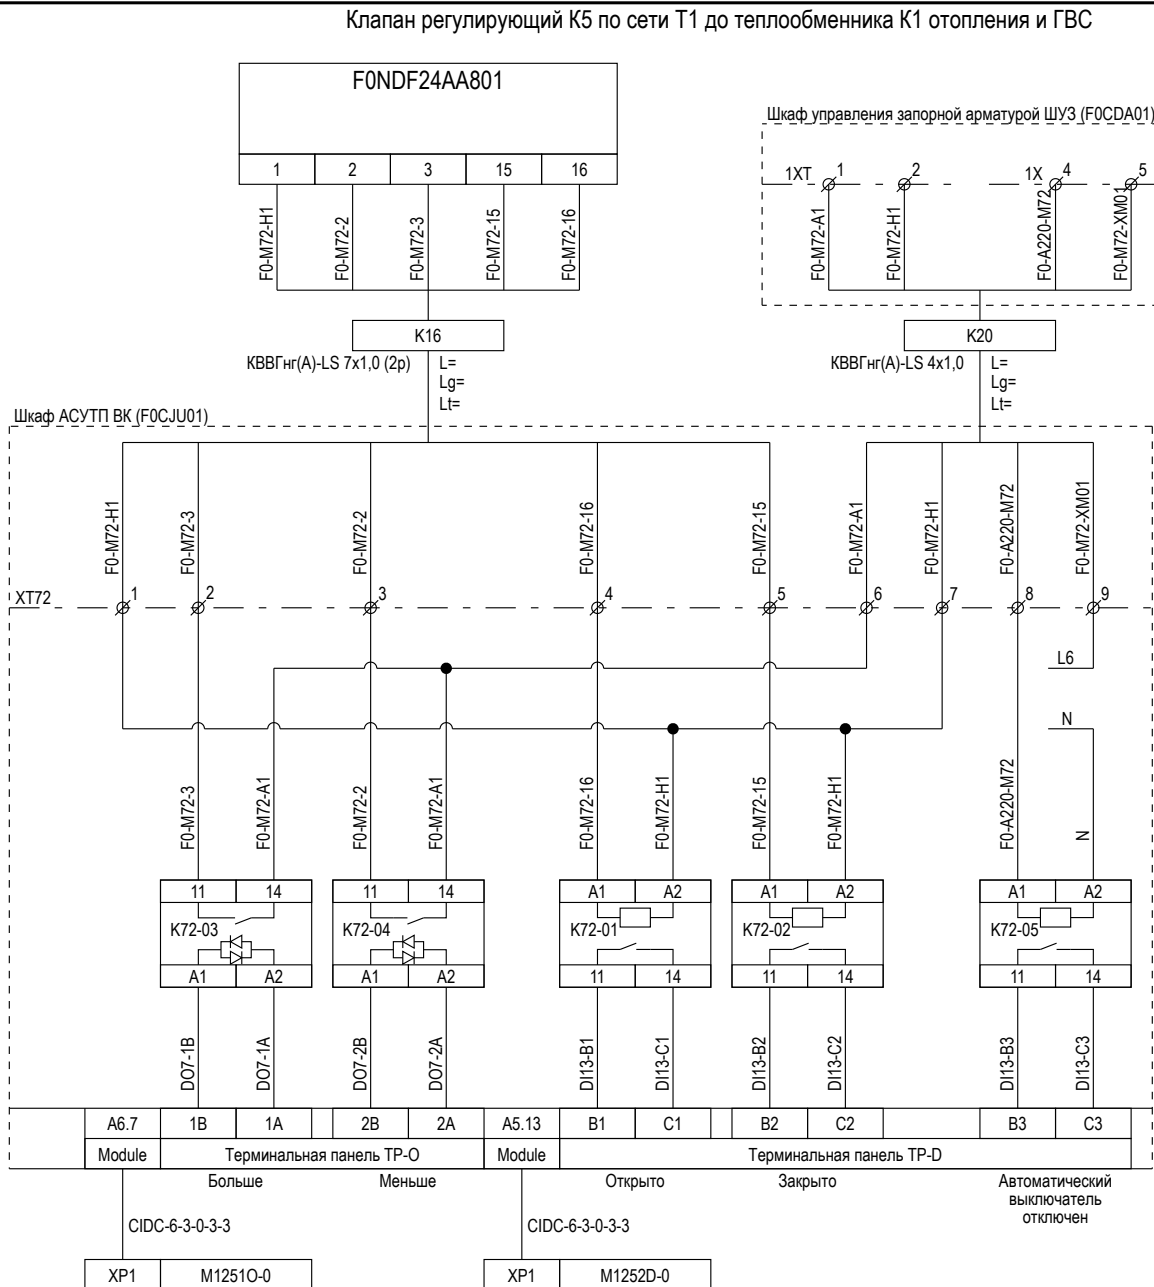 Клапан регулирующий К5 по сети Т1 до теплообменника К1 отопления и ГВС
F0NDF24AA801
1 2 3 15 16
F0-M72-H1 F0-M72-2 F0-M72-3 F0-M72-15 F0-M72-16
Шкаф управления запорной арматурой ШУЗ (F0CDA01)
1XT 1 2 1X 4 5
F0-M72-A1 F0-M72-H1 F0-A220-M72 F0-M72-XM01
K16
КВВГнг(А)-LS 7x1,0 (2р)
L=
Lg=
Lt=
K20
КВВГнг(А)-LS 4x1,0
L=
Lg=
Lt=
Шкаф АСУТП ВК (F0CJU01)
F0-M72-H1 F0-M72-3 F0-M72-2 F0-M72-16 F0-M72-15 F0-M72-A1 F0-M72-H1 F0-A220-M72 F0-M72-XM01
XT72 1 2 3 4 5 6 7 8 9
L6
N
F0-M72-3 F0-M72-A1 F0-M72-2 F0-M72-A1 F0-M72-16 F0-M72-H1 F0-M72-15 F0-M72-H1 F0-A220-M72 N
11 14 11 14 A1 A2 A1 A2 A1 A2
K72-03 K72-04 K72-01 K72-02 K72-05
A1 A2 A1 A2 11 14 11 14 11 14
DO7-1B DO7-1A DO7-2B DO7-2A DI13-B1 DI13-C1 DI13-B2 DI13-C2 DI13-B3 DI13-C3
A6.7 1B 1A 2B 2A A5.13 B1 C1 B2 C2 B3 C3
Module Терминальная панель TP-O Module Терминальная панель TP-D
Больше Меньше Открыто Закрыто Автоматический
выключатель
отключен
CIDC-6-3-0-3-3 CIDC-6-3-0-3-3
XP1 M1251O-0 XP1 M1252D-0